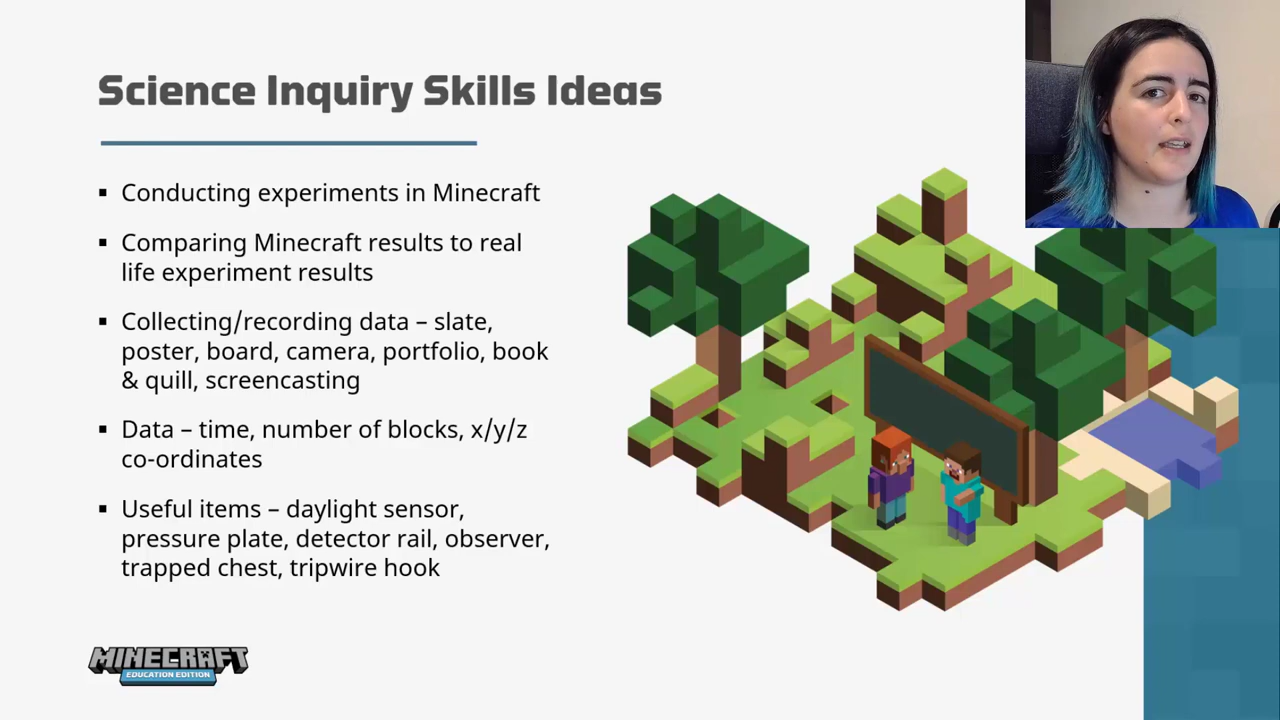 Science Inquiry Skills Ideas
▪ Conducting experiments in Minecraft
▪ Comparing Minecraft results to real
life experiment results
▪ Collecting/recording data – slate,
poster, board, camera, portfolio, book
& quill, screencasting
▪ Data – time, number of blocks, x/y/z
co-ordinates
▪ Useful items – daylight sensor,
pressure plate, detector rail, observer,
trapped chest, tripwire hook
MINECRAFT
EDUCATION EDITION